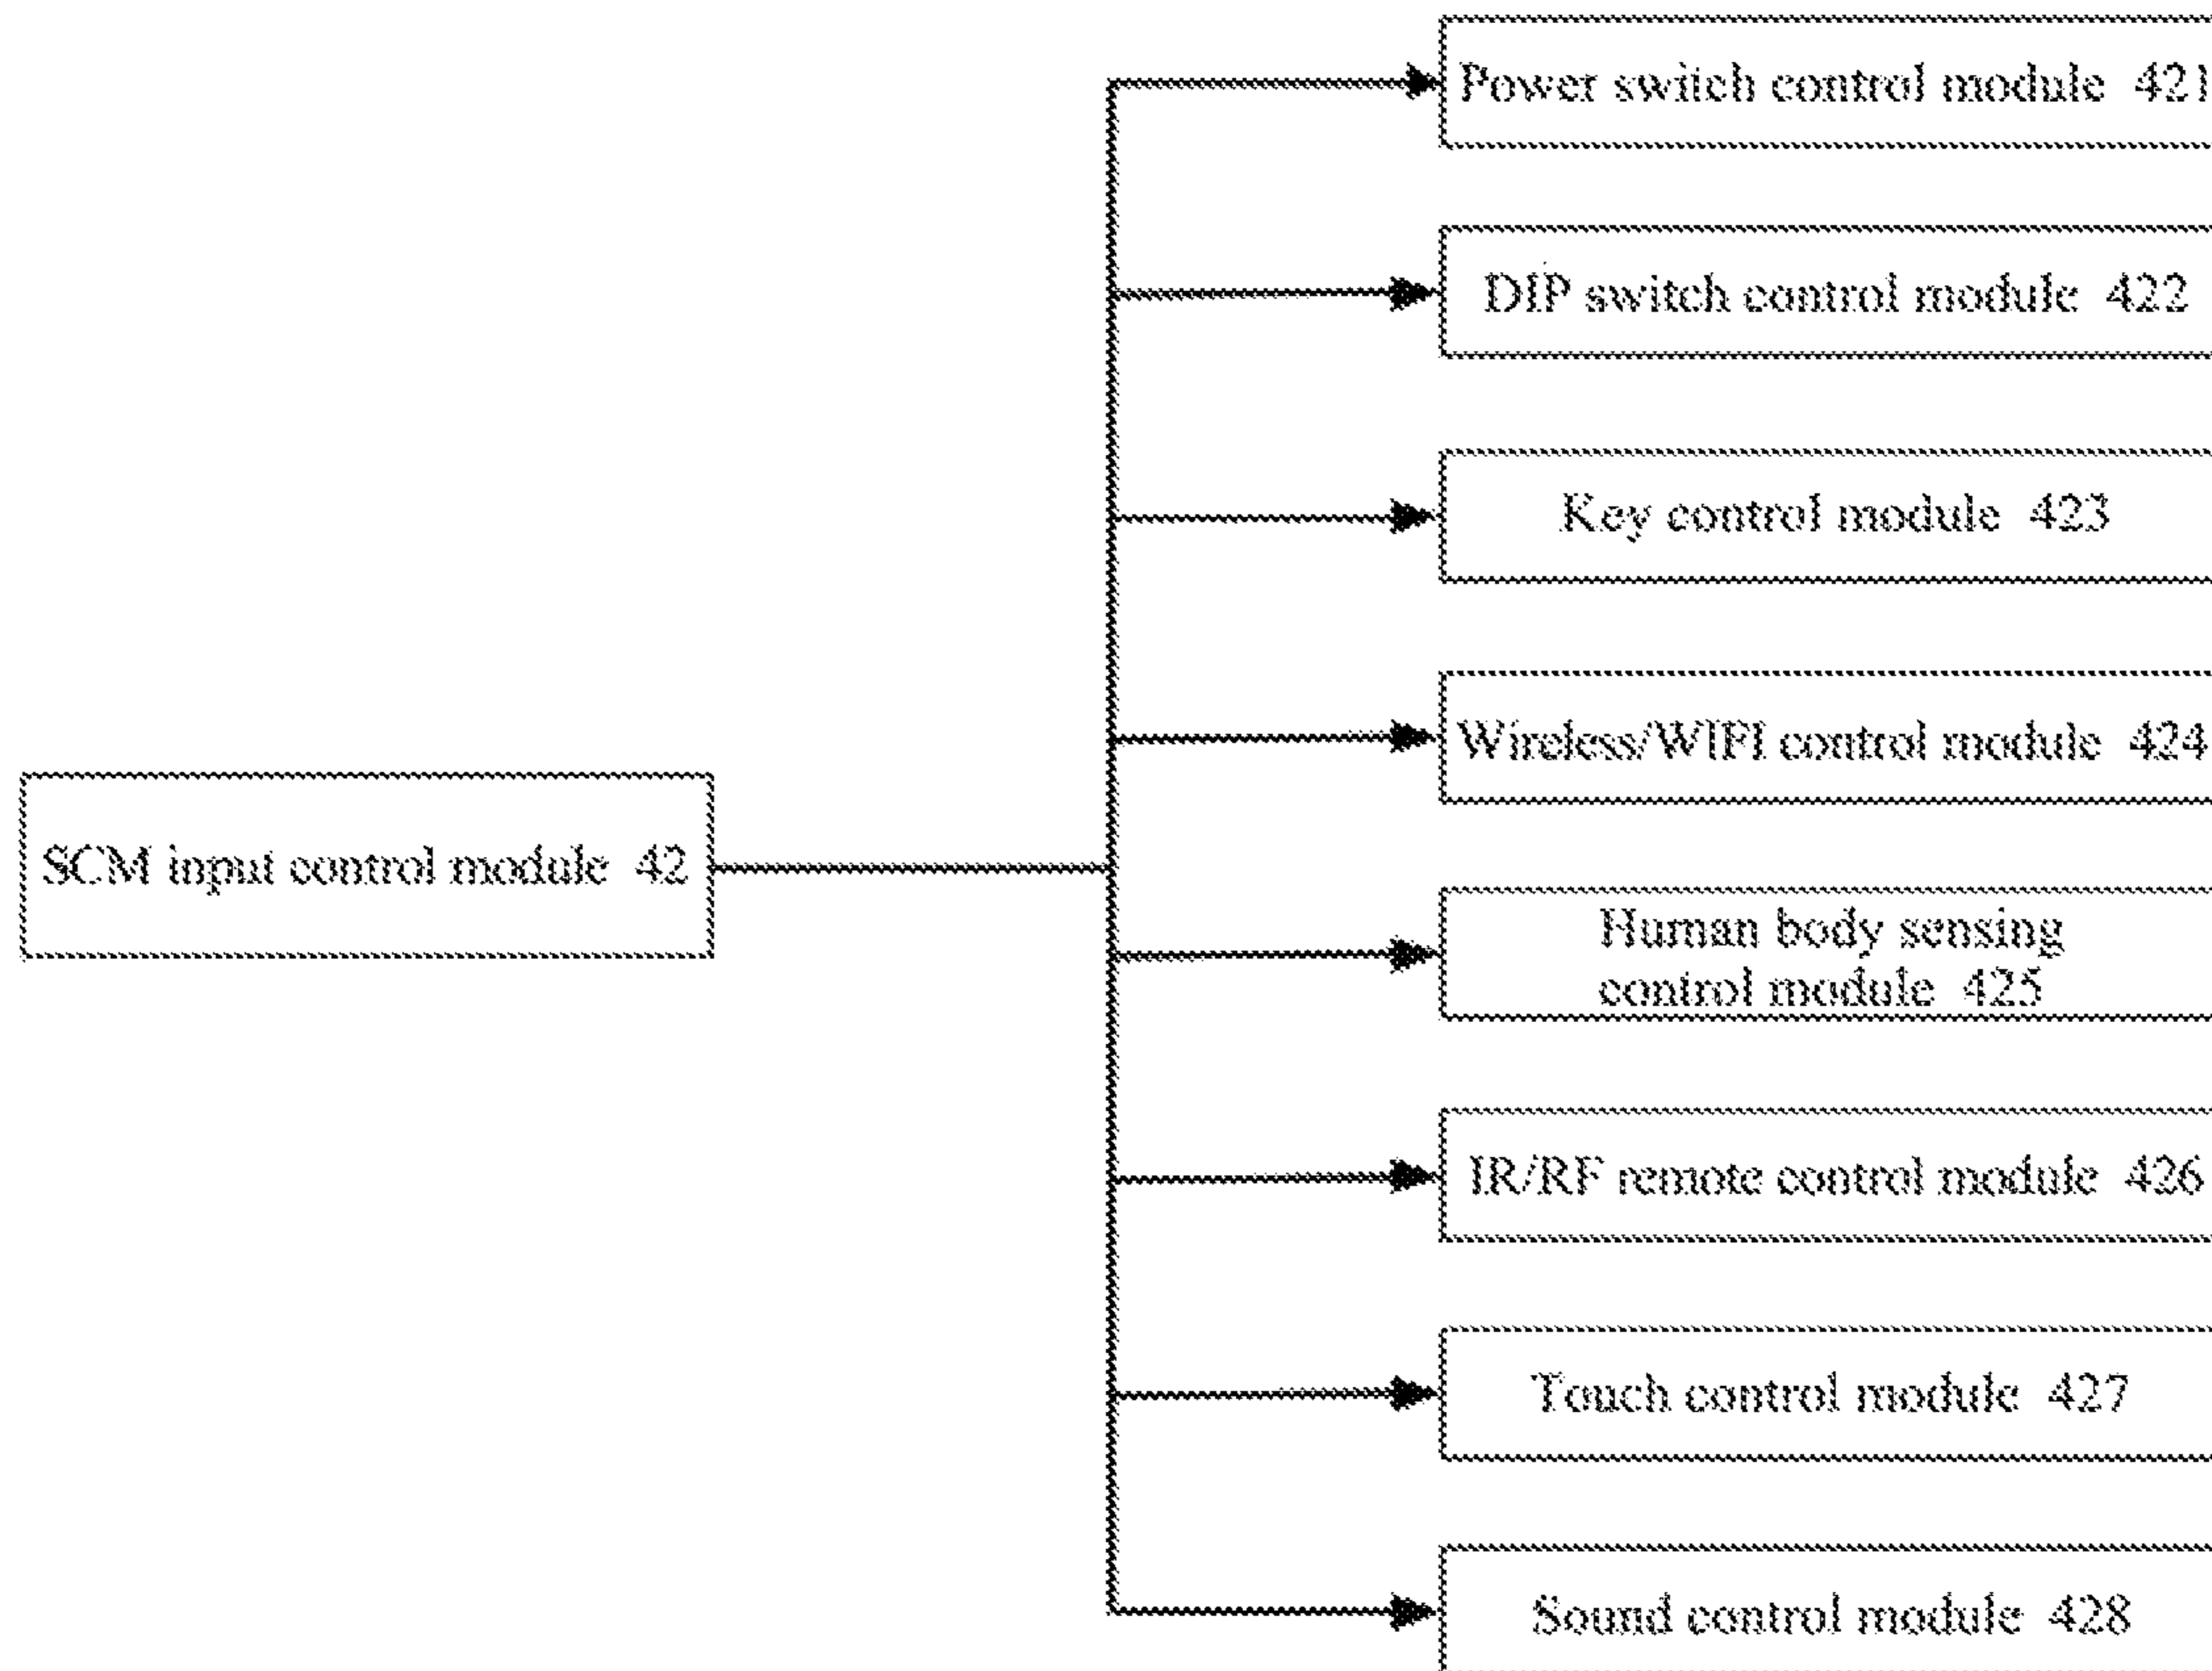 Power switch control module 421
DIP switch control module 422
Key control module 423
Wireless/WIFI control module 424
SCM input control module 42
Human body sensing
control module 425
IR/RF remote control module 426
Touch control module 427
Sound control module 428